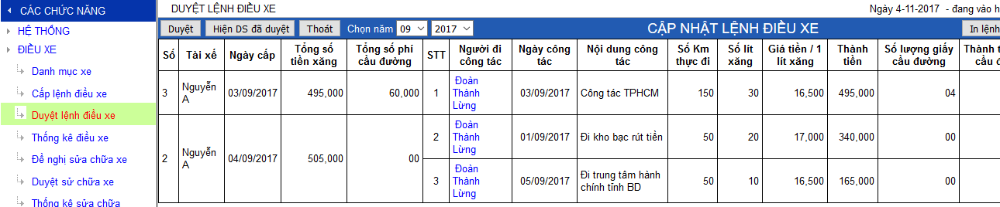 CÁC CHỨC NĂNG
HỆ THỐNG
ĐIỀU XE
Danh mục xe
Cấp lệnh điều xe
Duyệt lệnh điều xe
Thống kê điều xe
Đề nghị sửa chữa xe
Duyệt sử chữa xe
Thống kê sửa chữa
DUYỆT LỆNH ĐIỀU XE Ngày 4-11-2017 - đang vào h
Duyệt Hiện DS đã duyệt Thoát Chọn năm 09 2017 CẬP NHẬT LỆNH ĐIỀU XE In lệnh
Số Tài xế Ngày cấp Tổng số tiền xăng Tổng số phí cầu đường STT Người đi công tác Ngày công tác Nội dung công tác Số Km thực đi Số lít xăng Giá tiền / 1 lít xăng Thành tiền Số lượng giấy cầu đường Thành t cầu đ
3 Nguyễn A 03/09/2017 495,000 60,000 1 Đoàn Thành Lừng 03/09/2017 Công tác TPHCM 150 30 16,500 495,000 04
2 Nguyễn A 04/09/2017 505,000 00 2 Đoàn Thành Lừng 01/09/2017 Đi kho bạc rút tiền 50 20 17,000 340,000 00
3 Đoàn Thành Lừng 05/09/2017 Đi trung tâm hành chính tỉnh BD 50 10 16,500 165,000 00